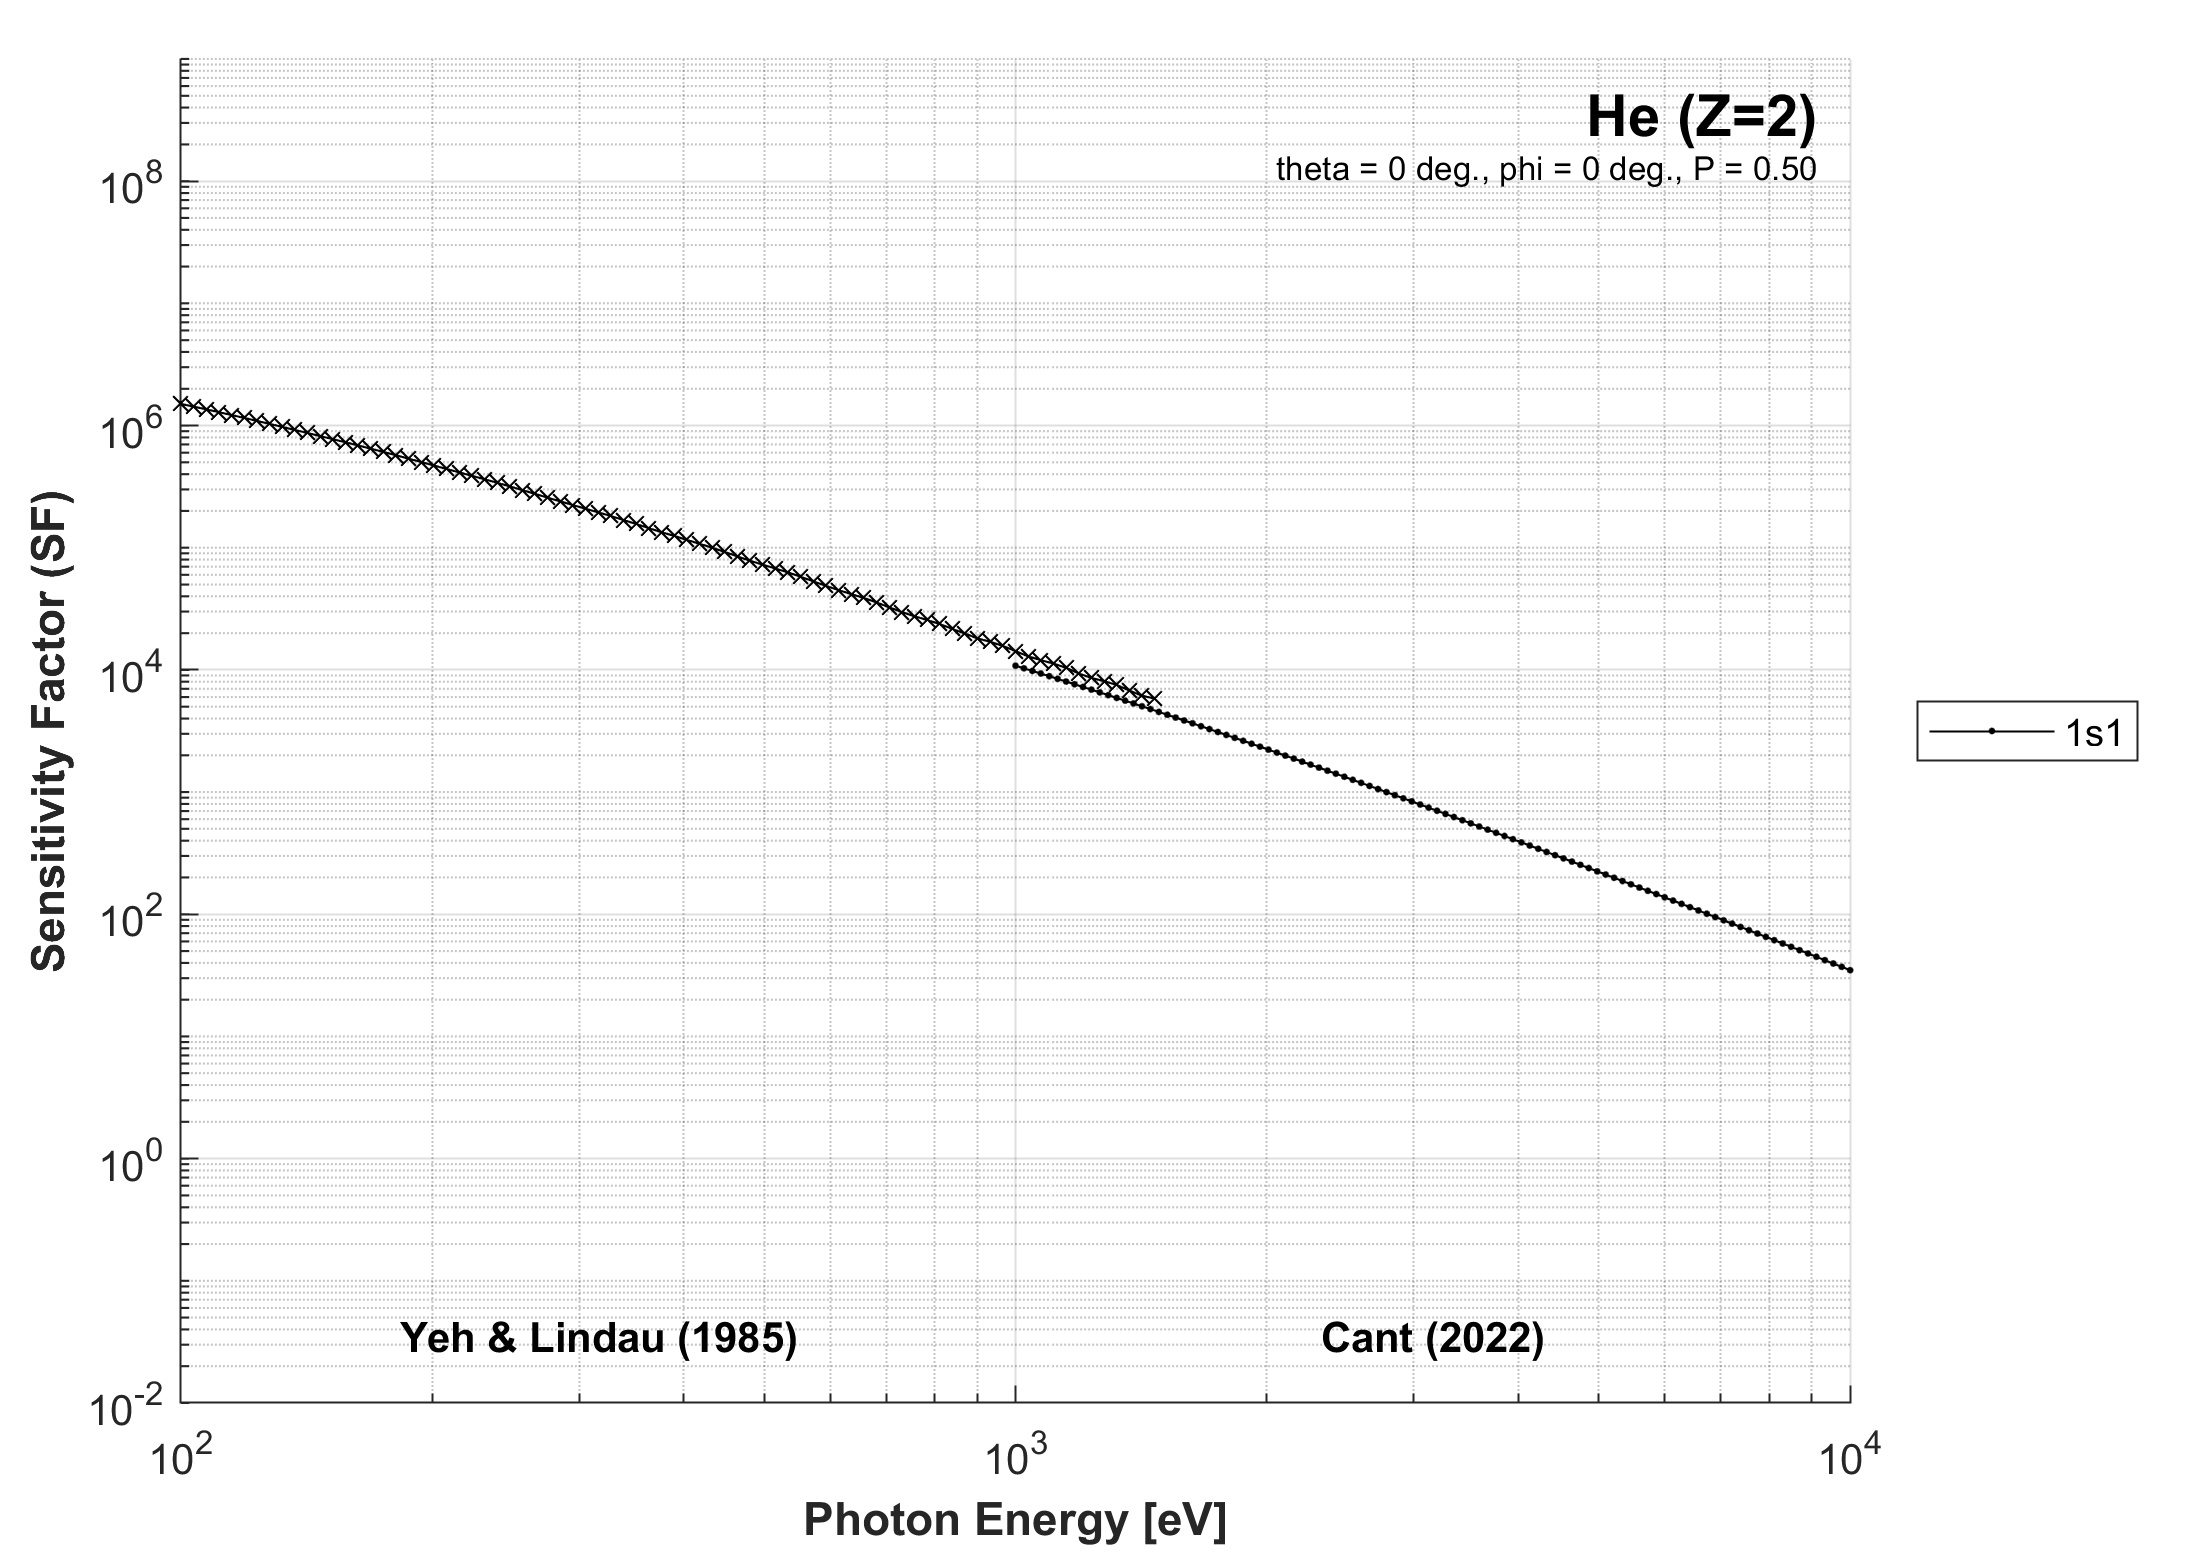 He (Z=2)
theta = 0 deg., phi = 0 deg., P = 0.50
10^8
10^6
10^4
10^2
10^0
10^-2
Sensitivity Factor (SF)
1s1
Yeh & Lindau (1985)
Cant (2022)
10^2
10^3
10^4
Photon Energy [eV]